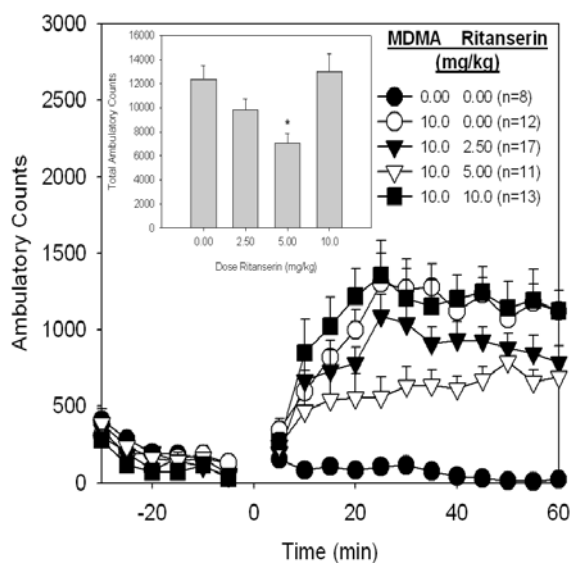 3000
2500
2000
1500
1000
500
0
Ambulatory Counts
-20
0
20
40
60
Time (min)
16000
14000
12000
10000
8000
6000
4000
2000
0
Total Ambulatory Counts
*
0.00 2.50 5.00 10.0
Dose Ritanserin (mg/kg)
MDMA Ritanserin
(mg/kg)
0.00 0.00 (n=8)
10.0 0.00 (n=12)
10.0 2.50 (n=17)
10.0 5.00 (n=11)
10.0 10.0 (n=13)